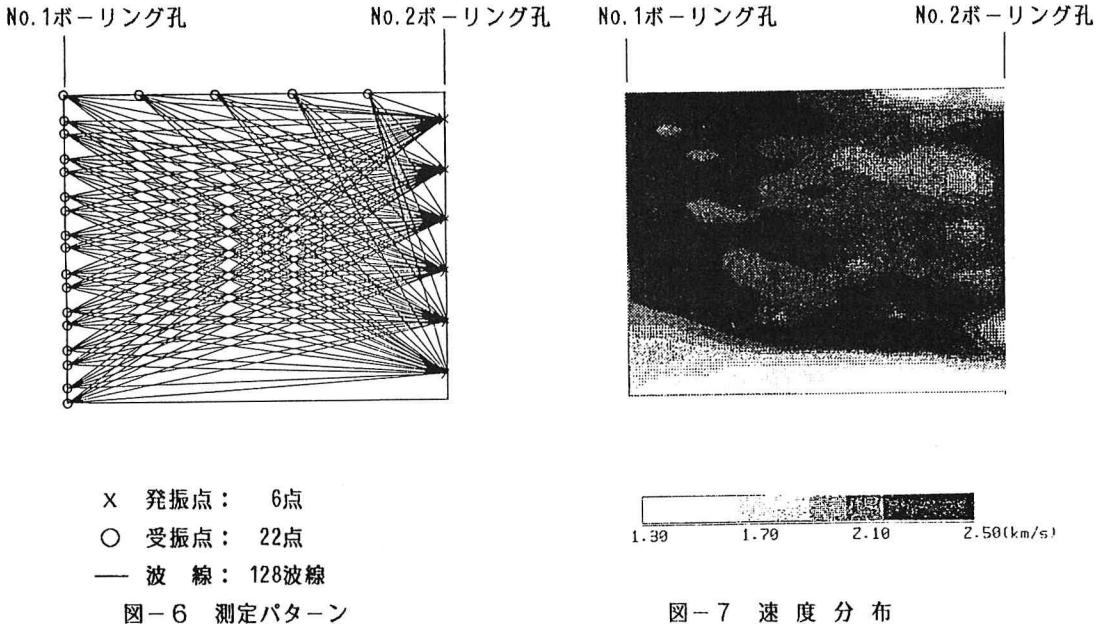 No.1ボーリング孔
No.2ボーリング孔
No.1ボーリング孔
No.2ボーリング孔
× 発振点： 6点
○ 受振点： 22点
― 波 線： 128波線
図－6 測定パターン
1.30 1.70 2.10 2.50(km/s)
図－7 速度分布